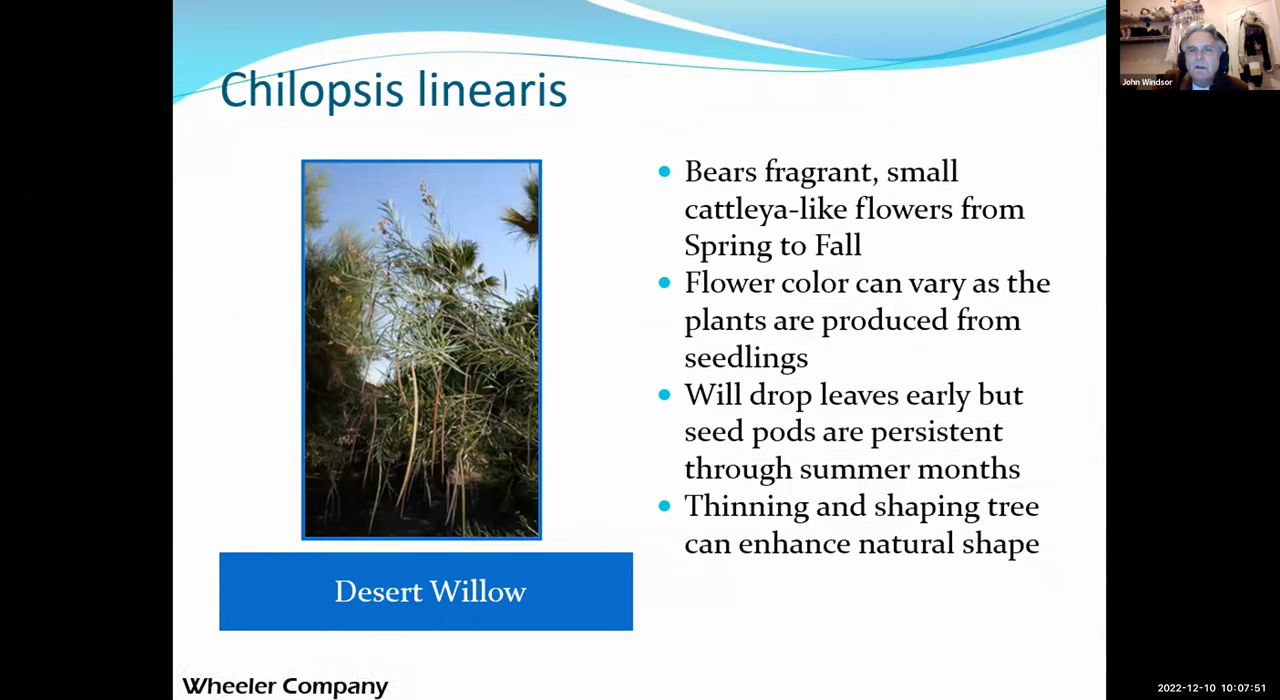 Chilopsis linearis
Bears fragrant, small
cattleya-like flowers from
Spring to Fall
Flower color can vary as the
plants are produced from
seedlings
Will drop leaves early but
seed pods are persistent
through summer months
Thinning and shaping tree
can enhance natural shape
Desert Willow
Wheeler Company
John Windsor
2022-12-10 10:07:51